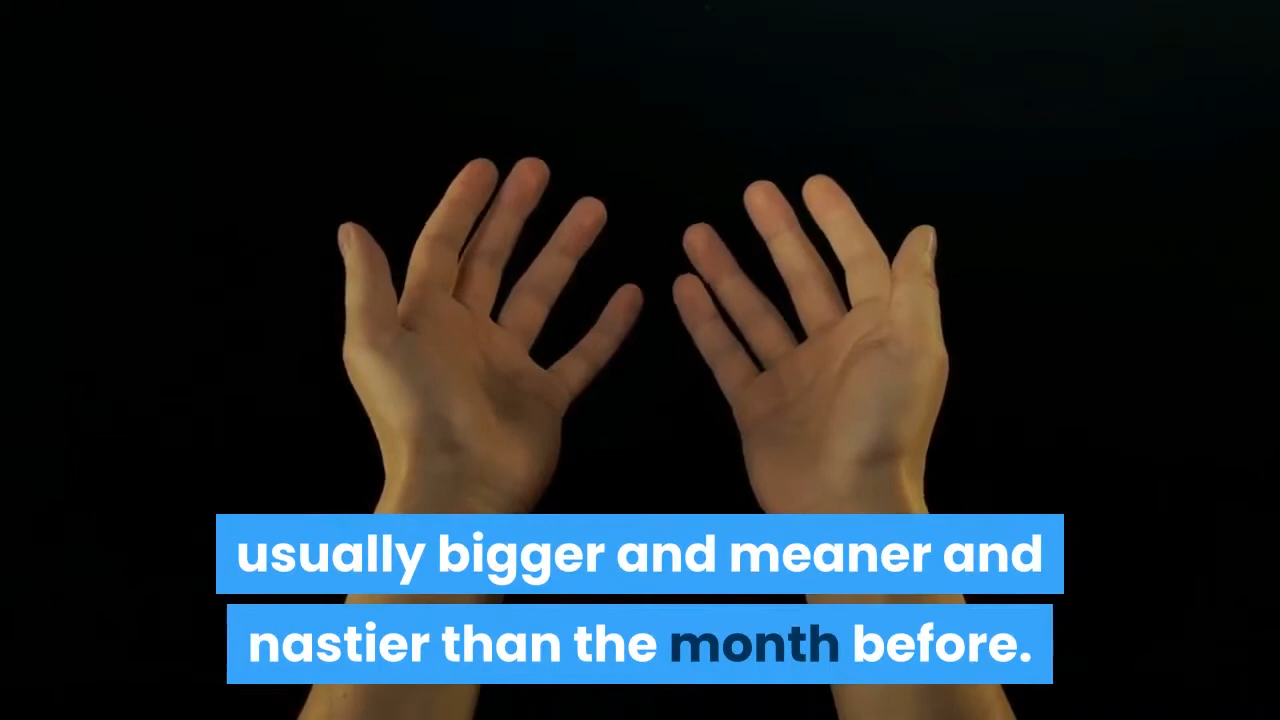 usually bigger and meaner and
nastier than the month before.